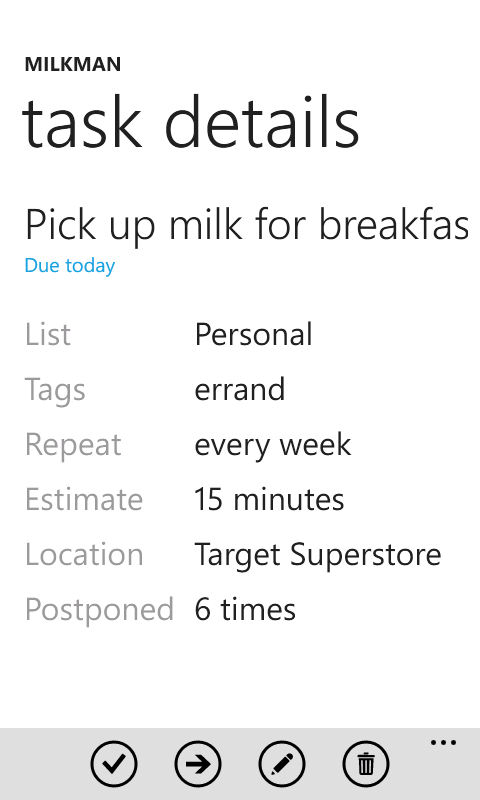 MILKMAN
task details
Pick up milk for breakfas
Due today
List Personal
Tags errand
Repeat every week
Estimate 15 minutes
Location Target Superstore
Postponed 6 times